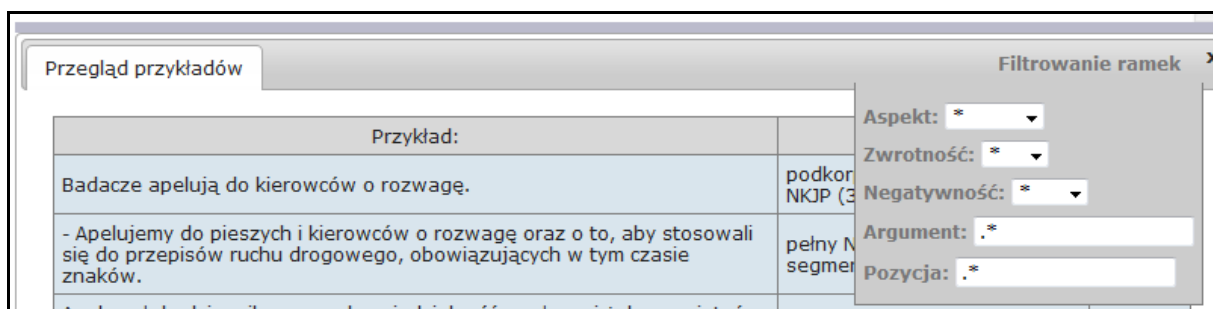 Przegląd przykładów
Filtrowanie ramek
x
Przykład:
Aspekt: *
Zwrotność: *
Badacze apelują do kierowców o rozwagę.
podkor
NKJP (3
Negatywność: *
- Apelujemy do pieszych i kierowców o rozwagę oraz o to, aby stosowali
się do przepisów ruchu drogowego, obowiązujących w tym czasie
znaków.
pełny N
segmen
Argument: .*
Pozycja: .*